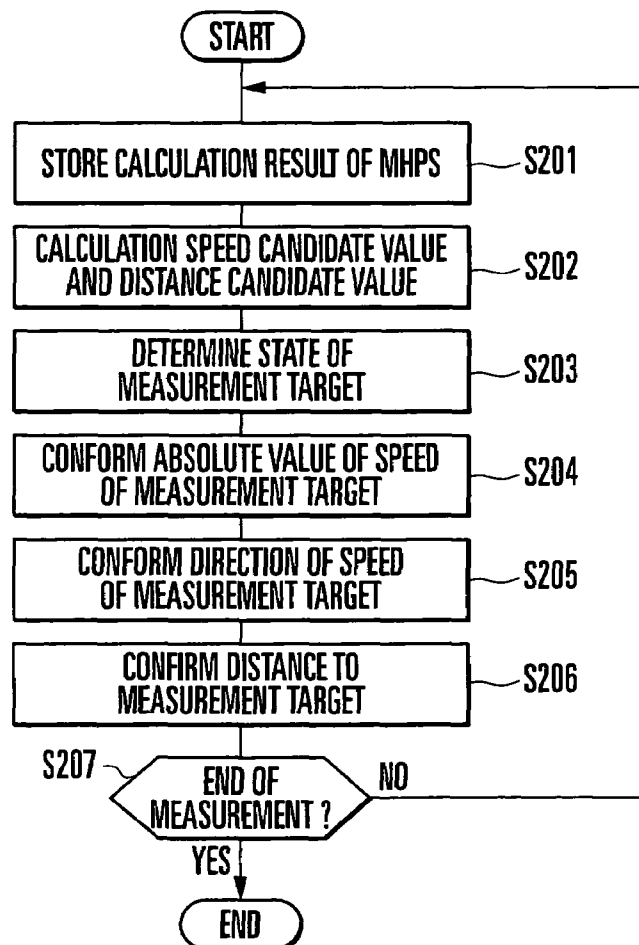 START
STORE CALCULATION RESULT OF MHPS
S201
CALCULATION SPEED CANDIDATE VALUE
AND DISTANCE CANDIDATE VALUE
S202
DETERMINE STATE OF
MEASUREMENT TARGET
S203
CONFORM ABSOLUTE VALUE OF SPEED
OF MEASUREMENT TARGET
S204
CONFORM DIRECTION OF SPEED
OF MEASUREMENT TARGET
S205
CONFIRM DISTANCE TO
MEASUREMENT TARGET
S206
S207
END OF
MEASUREMENT ?
NO
YES
END